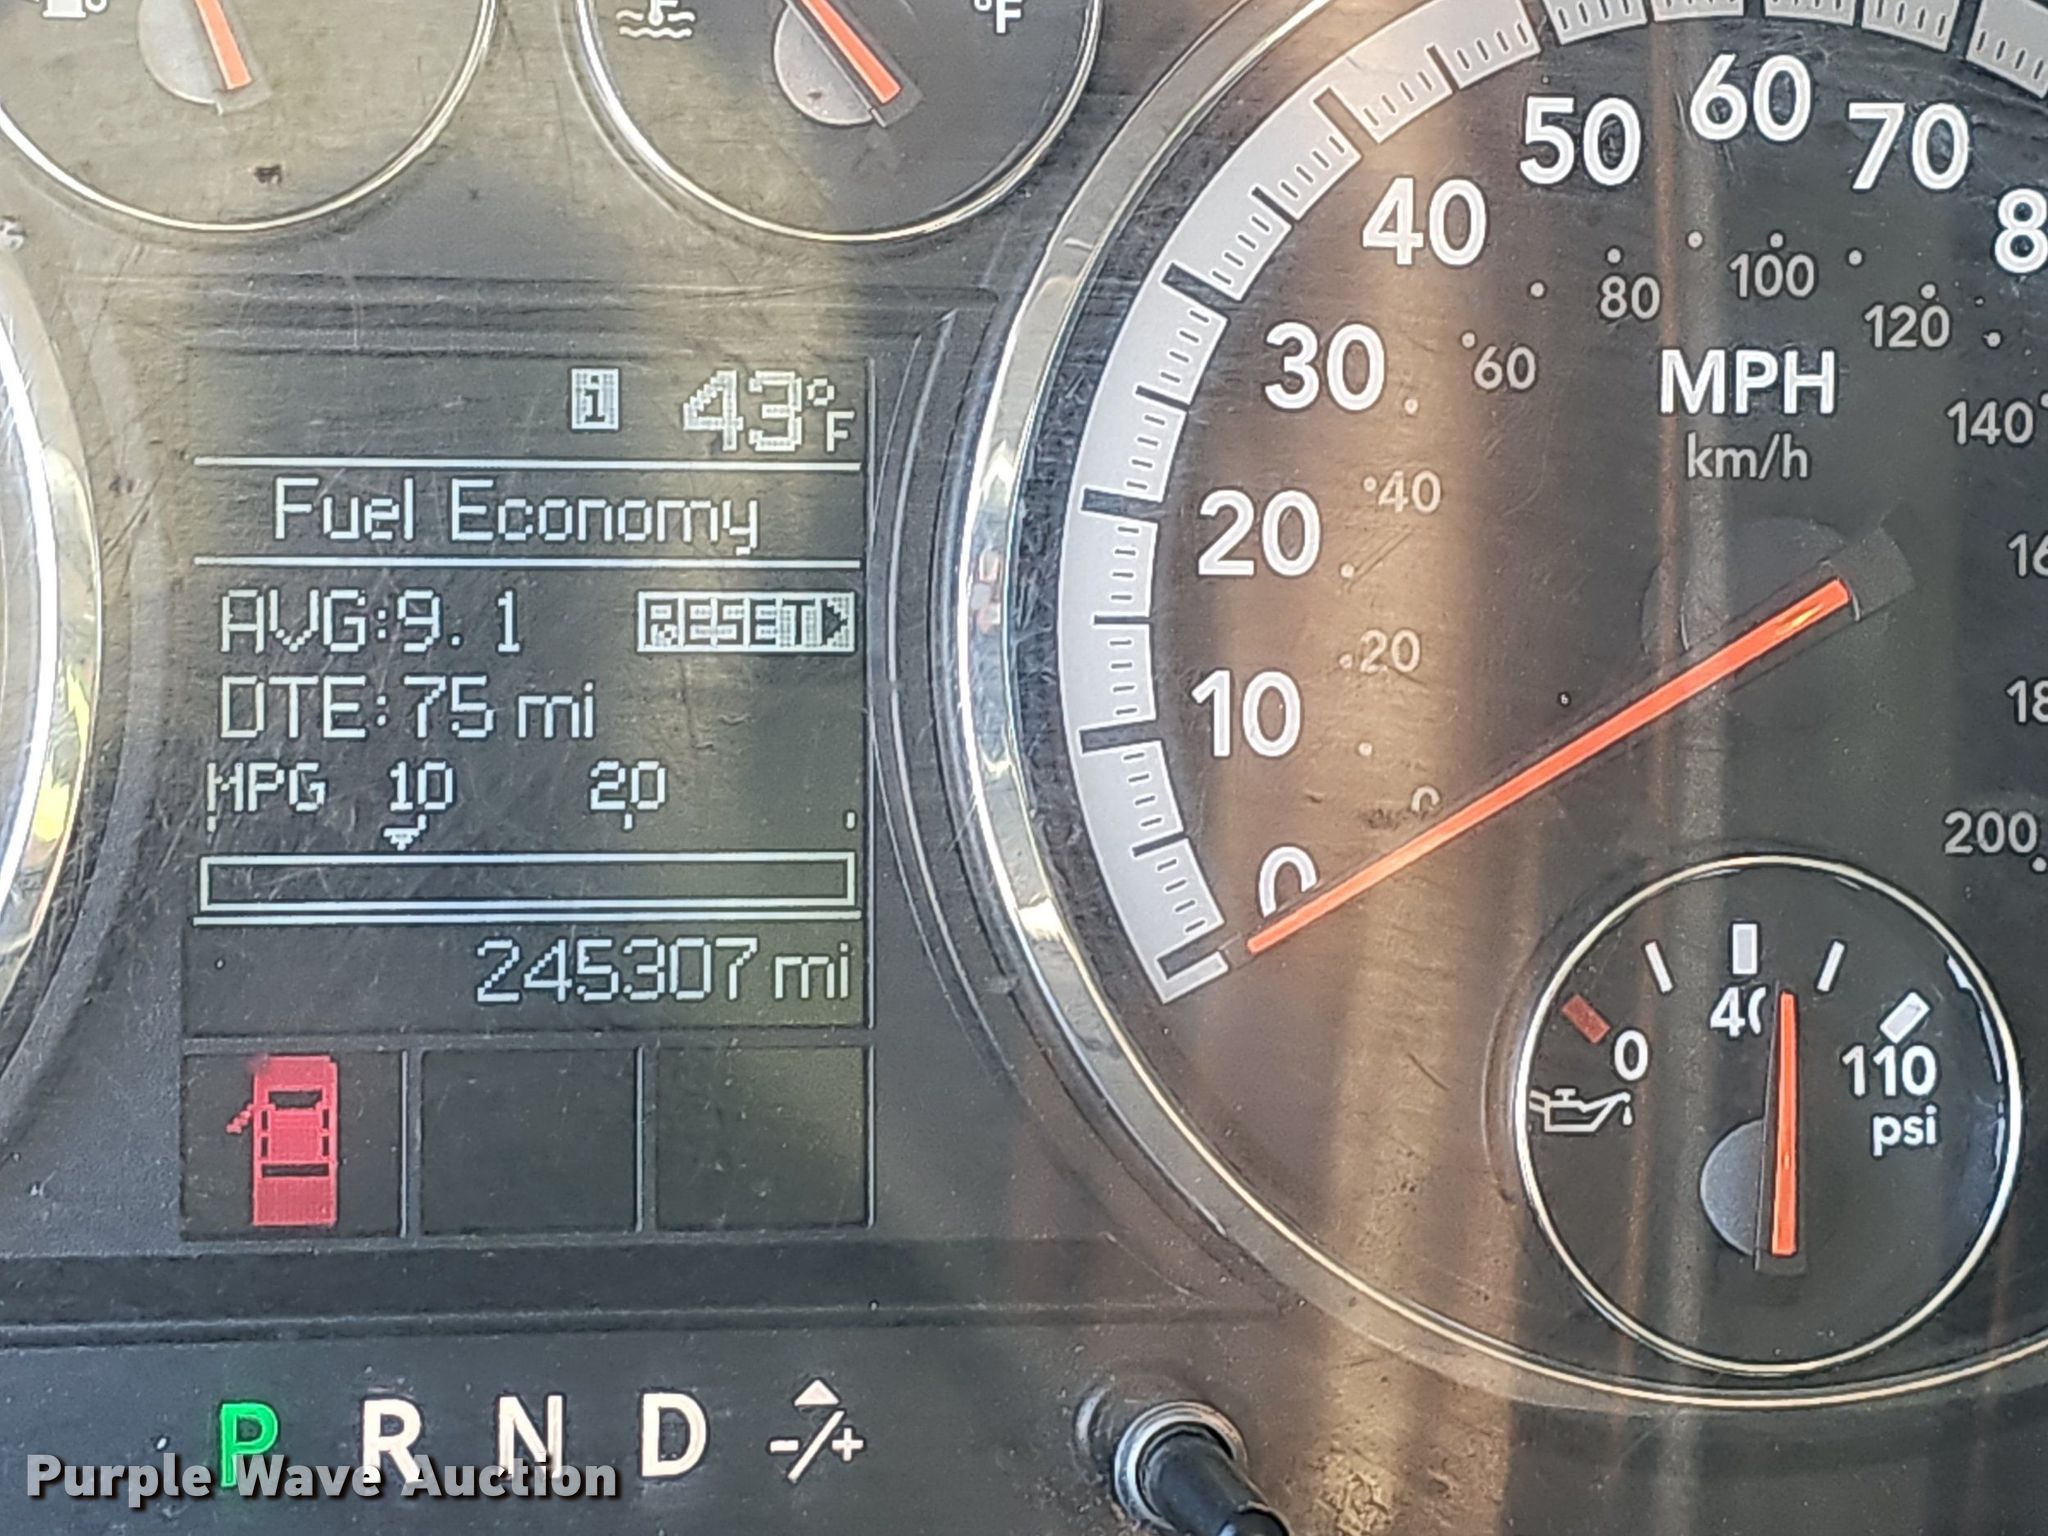 °F
i 43°F
Fuel Economy
AVG:9.1 RESET
DTE:75 mi
MPG 10 20
245307 mi
0 10 20 30 40 50 60 70
0 20 40 60 80 100 120 140
200
MPH
km/h
0 110
psi
P R N D -/+
Purple Wave Auction